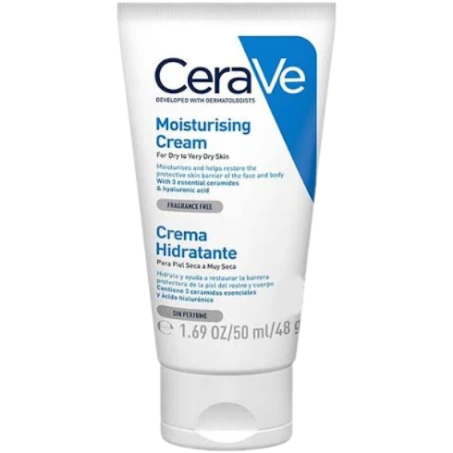 CeraVe
DEVELOPED WITH DERMATOLOGISTS
Moisturising
Cream
For Dry to Very Dry Skin
Moisturises and helps restore the
protective skin barrier of the face and body
With 3 essential ceramides
& hyaluronic acid
FRAGRANCE FREE
Crema
Hidratante
Para Piel Seca a Muy Seca
Hidrata y ayuda a restaurar la barrera
protectora de la piel del rostro y cuerpo
Contiene 3 ceramidas esenciales
Y Ácido hialurónico
SIN PERFUME
℮ 1.69 OZ/50 ml/48 g